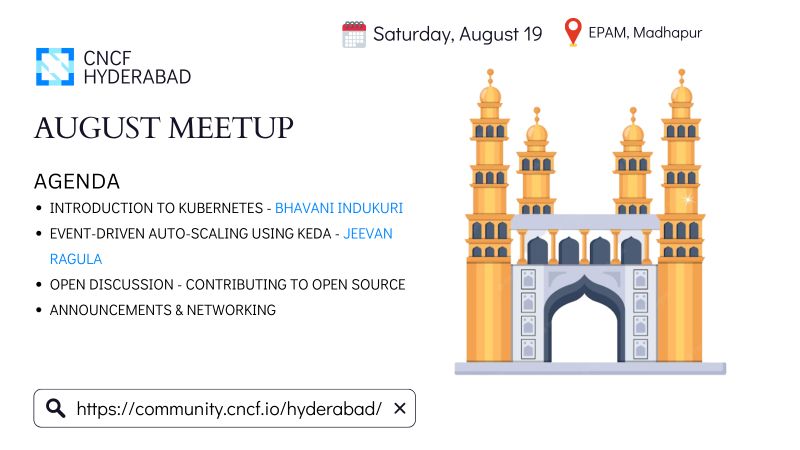 Saturday, August 19
EPAM, Madhapur
CNCF
HYDERABAD
AUGUST MEETUP
AGENDA
• INTRODUCTION TO KUBERNETES - BHAVANI INDUKURI
• EVENT-DRIVEN AUTO-SCALING USING KEDA - JEEVAN
RAGULA
• OPEN DISCUSSION - CONTRIBUTING TO OPEN SOURCE
• ANNOUNCEMENTS & NETWORKING
https://community.cncf.io/hyderabad/